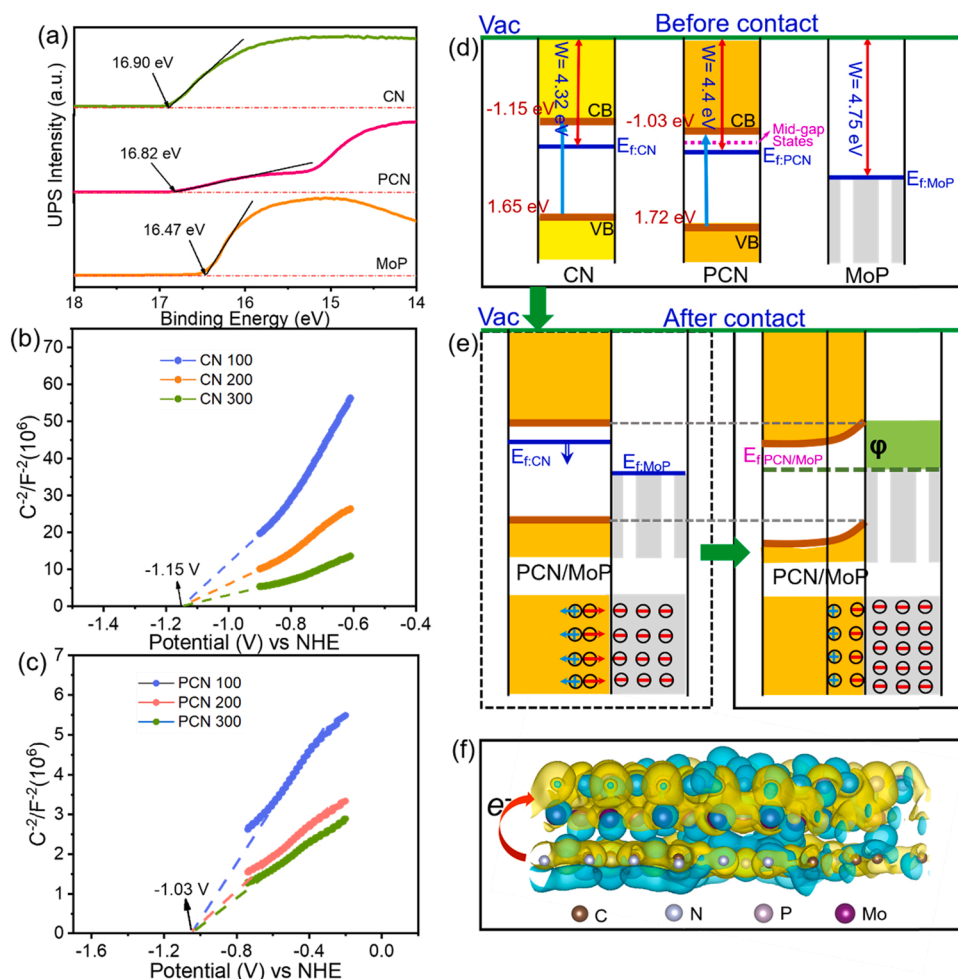 (a)
UPS Intensity (a.u.)
16.90 eV
CN
16.82 eV
PCN
16.47 eV
MoP
18 17 16 15 14
Binding Energy (eV)
(b)
C⁻²/F⁻²(10⁶)
70
60
50
40
30
20
10
0
CN 100
CN 200
CN 300
-1.15 V
-1.4 -1.2 -1.0 -0.8 -0.6 -0.4
Potential (V) vs NHE
(c)
C⁻²/F⁻²(10⁶)
7
6
5
4
3
2
1
0
PCN 100
PCN 200
PCN 300
-1.03 V
-1.6 -1.2 -0.8 -0.4 0.0
Potential (V) vs NHE
(d)
Vac Before contact
W= 4.32 eV
W= 4.4 eV
W= 4.75 eV
-1.15 eV CB
-1.03 eV CB
Mid-gap
States
E_f:CN
E_f:PCN
E_f:MoP
1.65 eV
1.72 eV
VB
VB
CN PCN MoP
Vac After contact
(e)
E_f:CN
E_f:MoP
E_f:PCN/MoP
φ
PCN/MoP
PCN/MoP
(f)
e⁻
C N P Mo